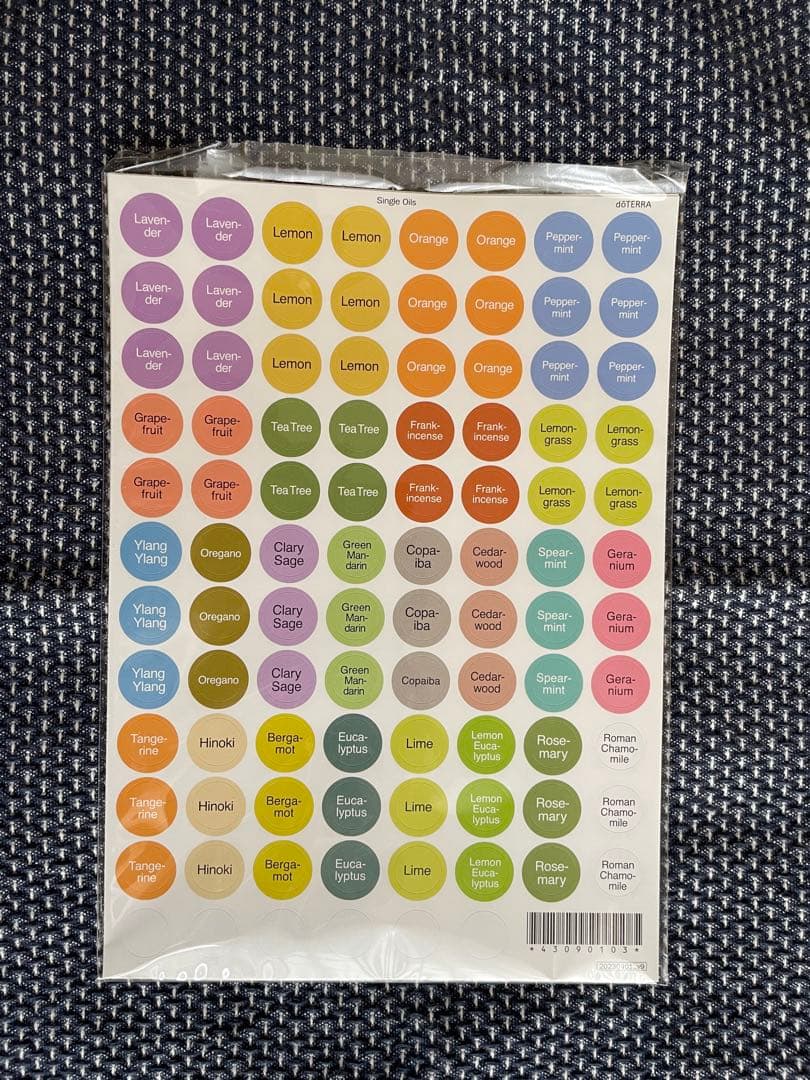 Single Oils
dōTERRA
Laven-
der
Laven-
der
Lemon
Lemon
Orange
Orange
Pepper-
mint
Pepper-
mint
Laven-
der
Laven-
der
Lemon
Lemon
Orange
Orange
Pepper-
mint
Pepper-
mint
Laven-
der
Laven-
der
Lemon
Lemon
Orange
Orange
Pepper-
mint
Pepper-
mint
Grape-
fruit
Grape-
fruit
Tea Tree
Tea Tree
Frank-
incense
Frank-
incense
Lemon-
grass
Lemon-
grass
Grape-
fruit
Grape-
fruit
Tea Tree
Tea Tree
Frank-
incense
Frank-
incense
Lemon-
grass
Lemon-
grass
Ylang
Ylang
Oregano
Clary
Sage
Green
Man-
darin
Copa-
iba
Cedar-
wood
Spear-
mint
Gera-
nium
Ylang
Ylang
Oregano
Clary
Sage
Green
Man-
darin
Copa-
iba
Cedar-
wood
Spear-
mint
Gera-
nium
Ylang
Ylang
Oregano
Clary
Sage
Green
Man-
darin
Copaiba
Cedar-
wood
Spear-
mint
Gera-
nium
Tange-
rine
Hinoki
Berga-
mot
Euca-
lyptus
Lime
Lemon
Euca-
lyptus
Rose-
mary
Roman
Chamo-
mile
Tange-
rine
Hinoki
Berga-
mot
Euca-
lyptus
Lime
Lemon
Euca-
lyptus
Rose-
mary
Roman
Chamo-
mile
Tange-
rine
Hinoki
Berga-
mot
Euca-
lyptus
Lime
Lemon
Euca-
lyptus
Rose-
mary
Roman
Chamo-
mile
*43090103*